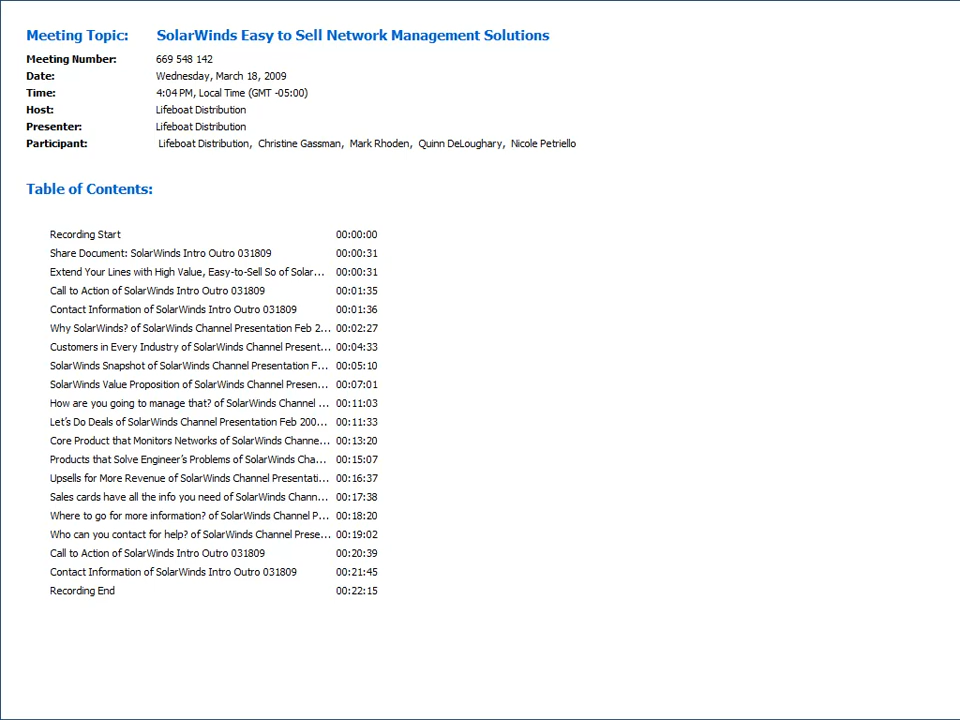 Meeting Topic: SolarWinds Easy to Sell Network Management Solutions
Meeting Number: 669 548 142
Date: Wednesday, March 18, 2009
Time: 4:04 PM, Local Time (GMT -05:00)
Host: Lifeboat Distribution
Presenter: Lifeboat Distribution
Participant: Lifeboat Distribution, Christine Gassman, Mark Rhoden, Quinn DeLoughary, Nicole Petriello
Table of Contents:
Recording Start 00:00:00
Share Document: SolarWinds Intro Outro 031809 00:00:31
Extend Your Lines with High Value, Easy-to-Sell So of Solar... 00:00:31
Call to Action of SolarWinds Intro Outro 031809 00:01:35
Contact Information of SolarWinds Intro Outro 031809 00:01:36
Why SolarWinds? of SolarWinds Channel Presentation Feb 2... 00:02:27
Customers in Every Industry of SolarWinds Channel Present... 00:04:33
SolarWinds Snapshot of SolarWinds Channel Presentation F... 00:05:10
SolarWinds Value Proposition of SolarWinds Channel Presen... 00:07:01
How are you going to manage that? of SolarWinds Channel ... 00:11:03
Let's Do Deals of SolarWinds Channel Presentation Feb 200... 00:11:33
Core Product that Monitors Networks of SolarWinds Channe... 00:13:20
Products that Solve Engineer's Problems of SolarWinds Cha... 00:15:07
Upsells for More Revenue of SolarWinds Channel Presentati... 00:16:37
Sales cards have all the info you need of SolarWinds Chann... 00:17:38
Where to go for more information? of SolarWinds Channel P... 00:18:20
Who can you contact for help? of SolarWinds Channel Prese... 00:19:02
Call to Action of SolarWinds Intro Outro 031809 00:20:39
Contact Information of SolarWinds Intro Outro 031809 00:21:45
Recording End 00:22:15